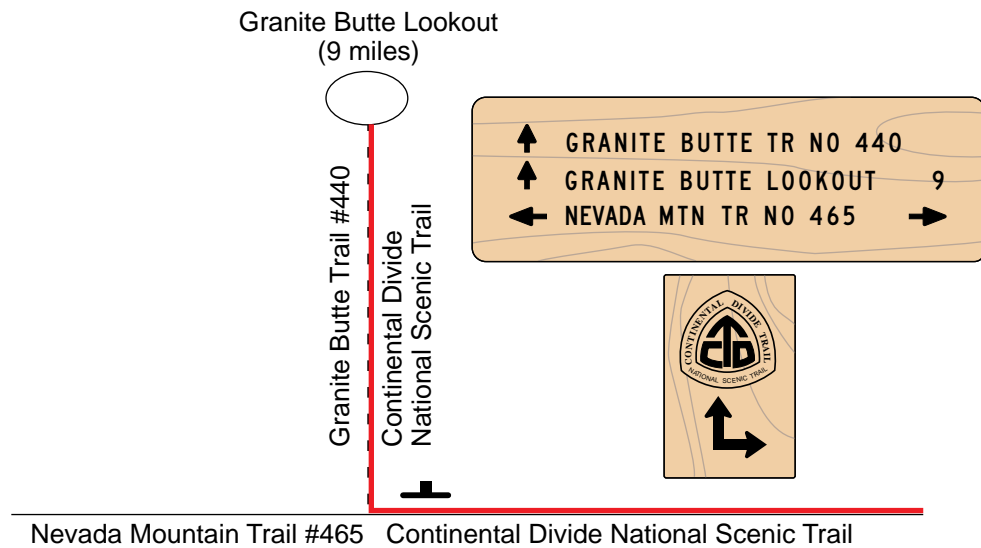 Granite Butte Lookout
(9 miles)
Granite Butte Trail #440
Continental Divide
National Scenic Trail
GRANITE BUTTE TR NO 440
GRANITE BUTTE LOOKOUT 9
NEVADA MTN TR NO 465
CONTINENTAL DIVIDE TRAIL
CTD
NATIONAL SCENIC TRAIL
Nevada Mountain Trail #465 Continental Divide National Scenic Trail